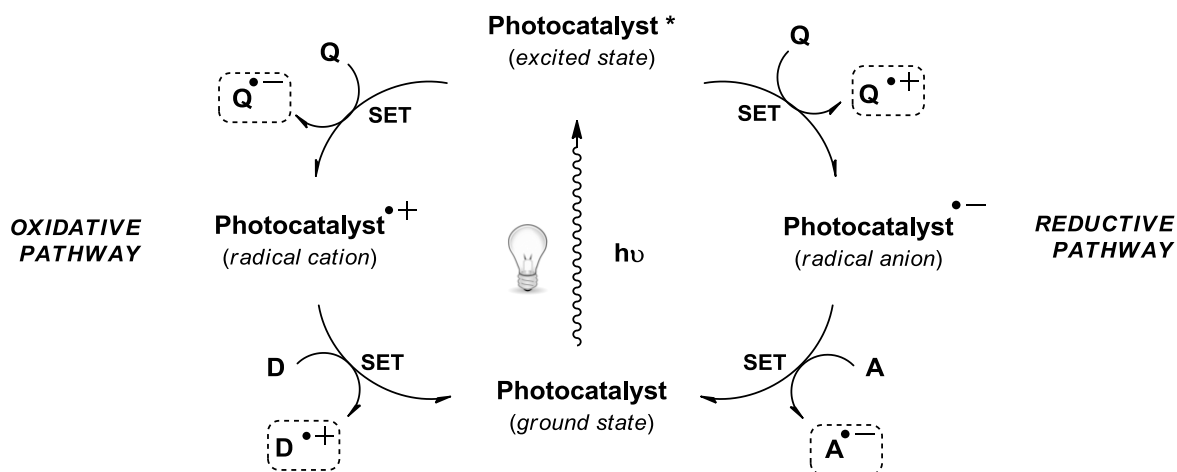 Photocatalyst *
(excited state)
Q
Q•–
SET
Q
Q•+
SET
OXIDATIVE
PATHWAY
Photocatalyst•+
(radical cation)
hυ
Photocatalyst•–
(radical anion)
REDUCTIVE
PATHWAY
D
SET
D•+
Photocatalyst
(ground state)
SET
A
A•–